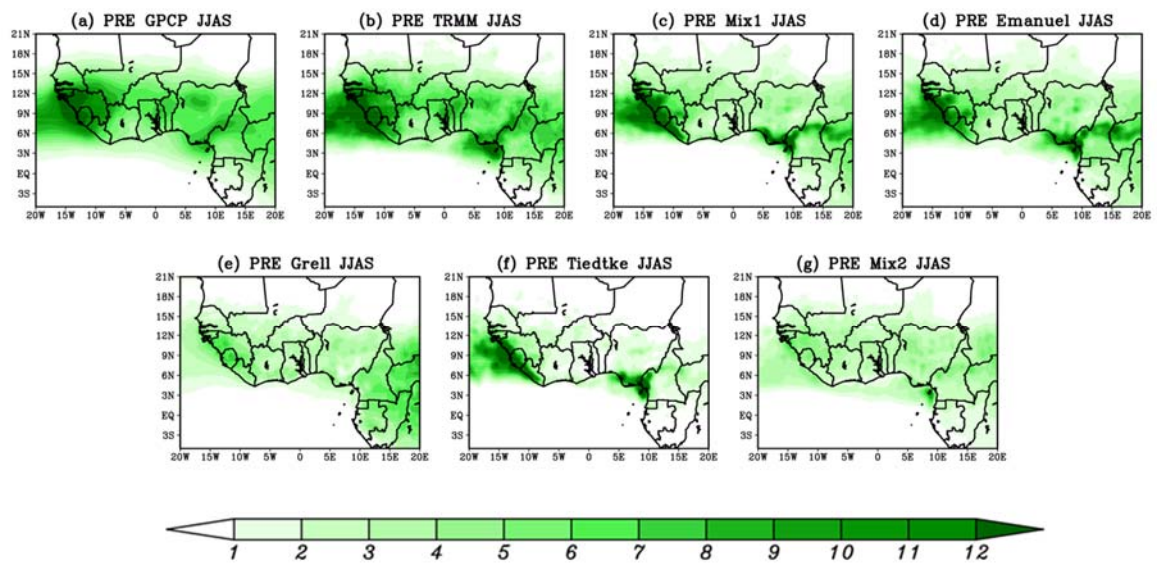 (a) PRE GPCP JJAS
(b) PRE TRMM JJAS
(c) PRE Mix1 JJAS
(d) PRE Emanuel JJAS
21N
18N
15N
12N
9N
6N
3N
EQ
3S
20W 15W 10W 5W 0 5E 10E 15E 20E
21N
18N
15N
12N
9N
6N
3N
EQ
3S
20W 15W 10W 5W 0 5E 10E 15E 20E
21N
18N
15N
12N
9N
6N
3N
EQ
3S
20W 15W 10W 5W 0 5E 10E 15E 20E
21N
18N
15N
12N
9N
6N
3N
EQ
3S
20W 15W 10W 5W 0 5E 10E 15E 20E
(e) PRE Grell JJAS
(f) PRE Tiedtke JJAS
(g) PRE Mix2 JJAS
21N
18N
15N
12N
9N
6N
3N
EQ
3S
20W 15W 10W 5W 0 5E 10E 15E 20E
21N
18N
15N
12N
9N
6N
3N
EQ
3S
20W 15W 10W 5W 0 5E 10E 15E 20E
21N
18N
15N
12N
9N
6N
3N
EQ
3S
20W 15W 10W 5W 0 5E 10E 15E 20E
1 2 3 4 5 6 7 8 9 10 11 12